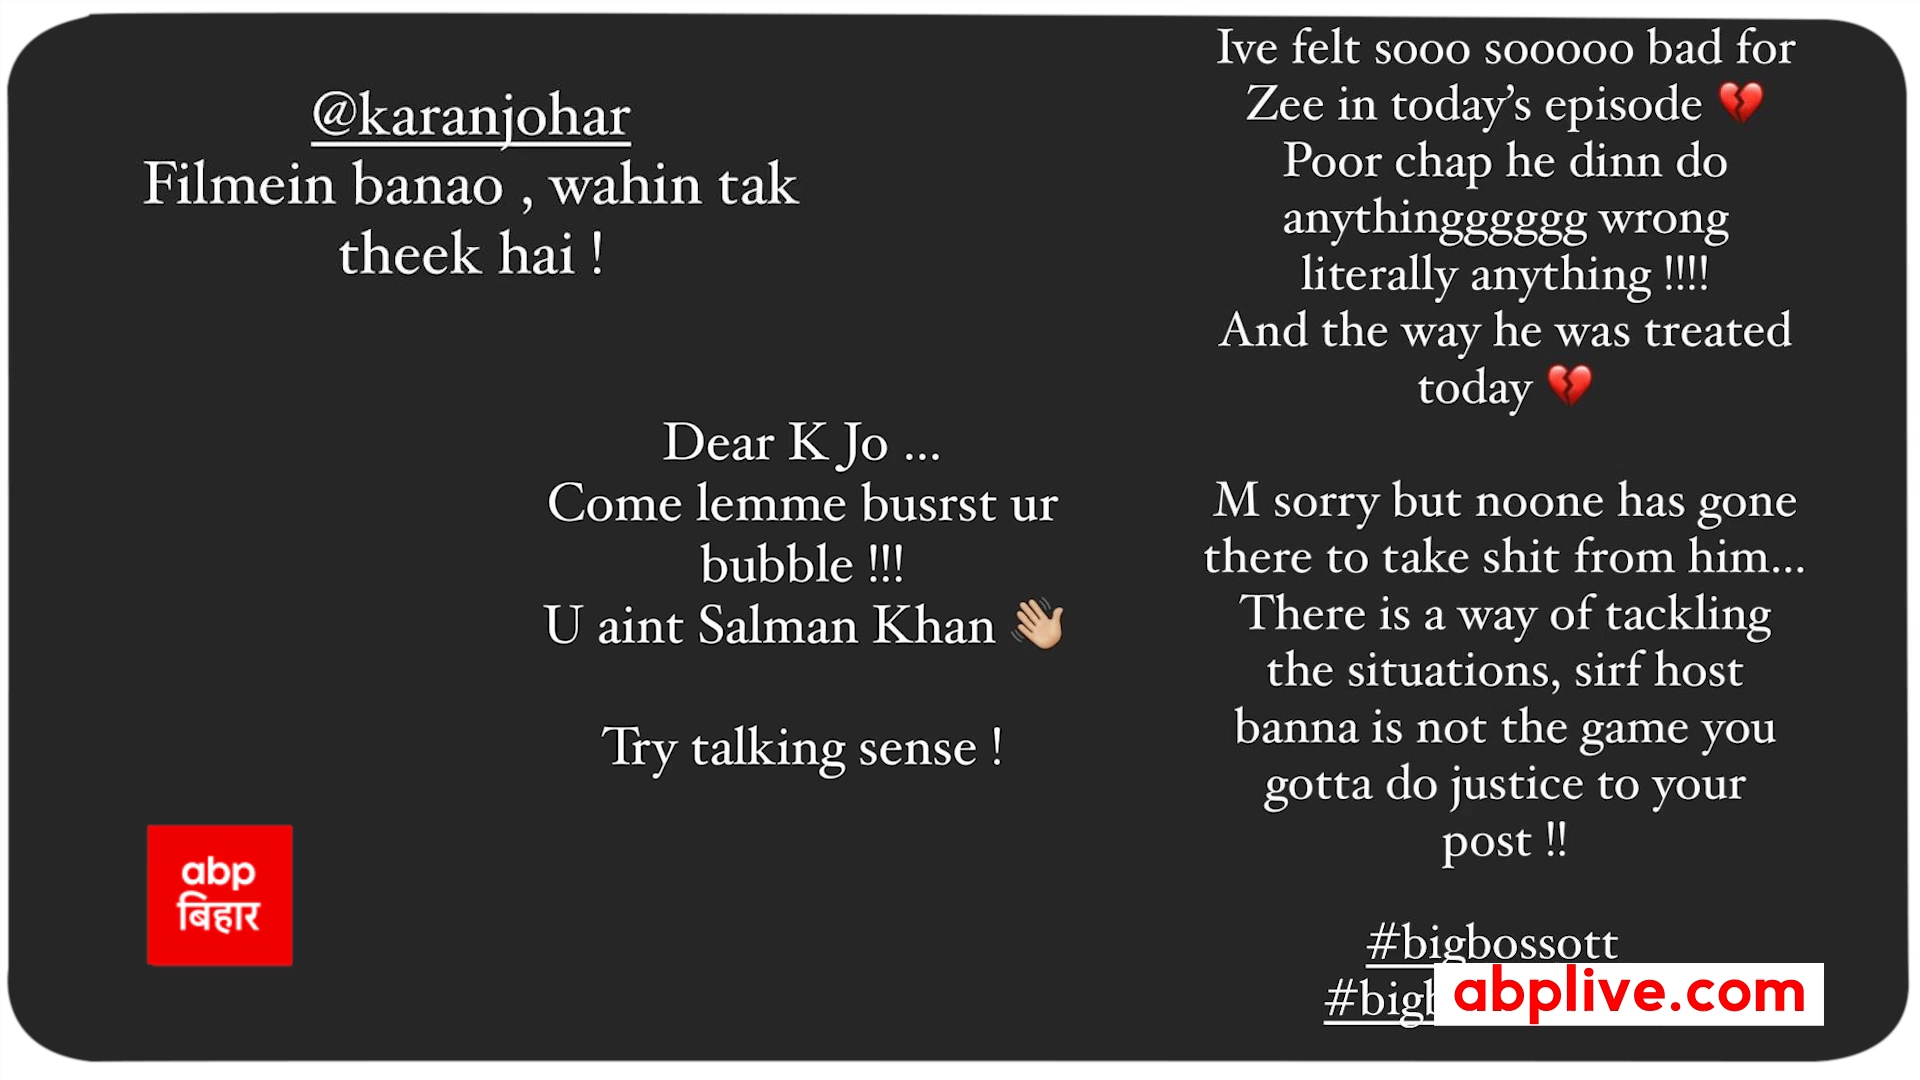 @karanjohar
Filmein banao , wahin tak
theek hai !
Dear K Jo ...
Come lemme busrst ur
bubble !!!
U aint Salman Khan 👋🏼
Try talking sense !
Ive felt sooo sooooo bad for
Zee in today’s episode 💔
Poor chap he dinn do
anythingggggg wrong
literally anything !!!!
And the way he was treated
today 💔
M sorry but noone has gone
there to take shit from him...
There is a way of tackling
the situations, sirf host
banna is not the game you
gotta do justice to your
post !!
#bigbossott
abplive.com
abp
बिहार